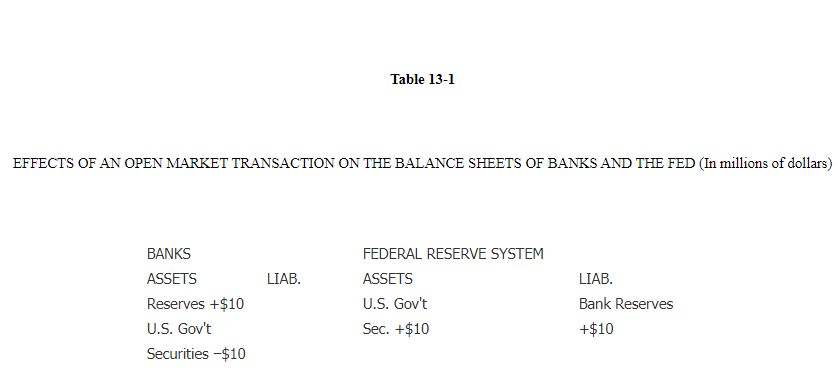 Table 13-1
EFFECTS OF AN OPEN MARKET TRANSACTION ON THE BALANCE SHEETS OF BANKS AND THE FED (In millions of dollars)
BANKS FEDERAL RESERVE SYSTEM
ASSETS LIAB. ASSETS LIAB.
Reserves +$10 U.S. Gov't Bank Reserves
U.S. Gov't Sec. +$10 +$10
Securities −$10